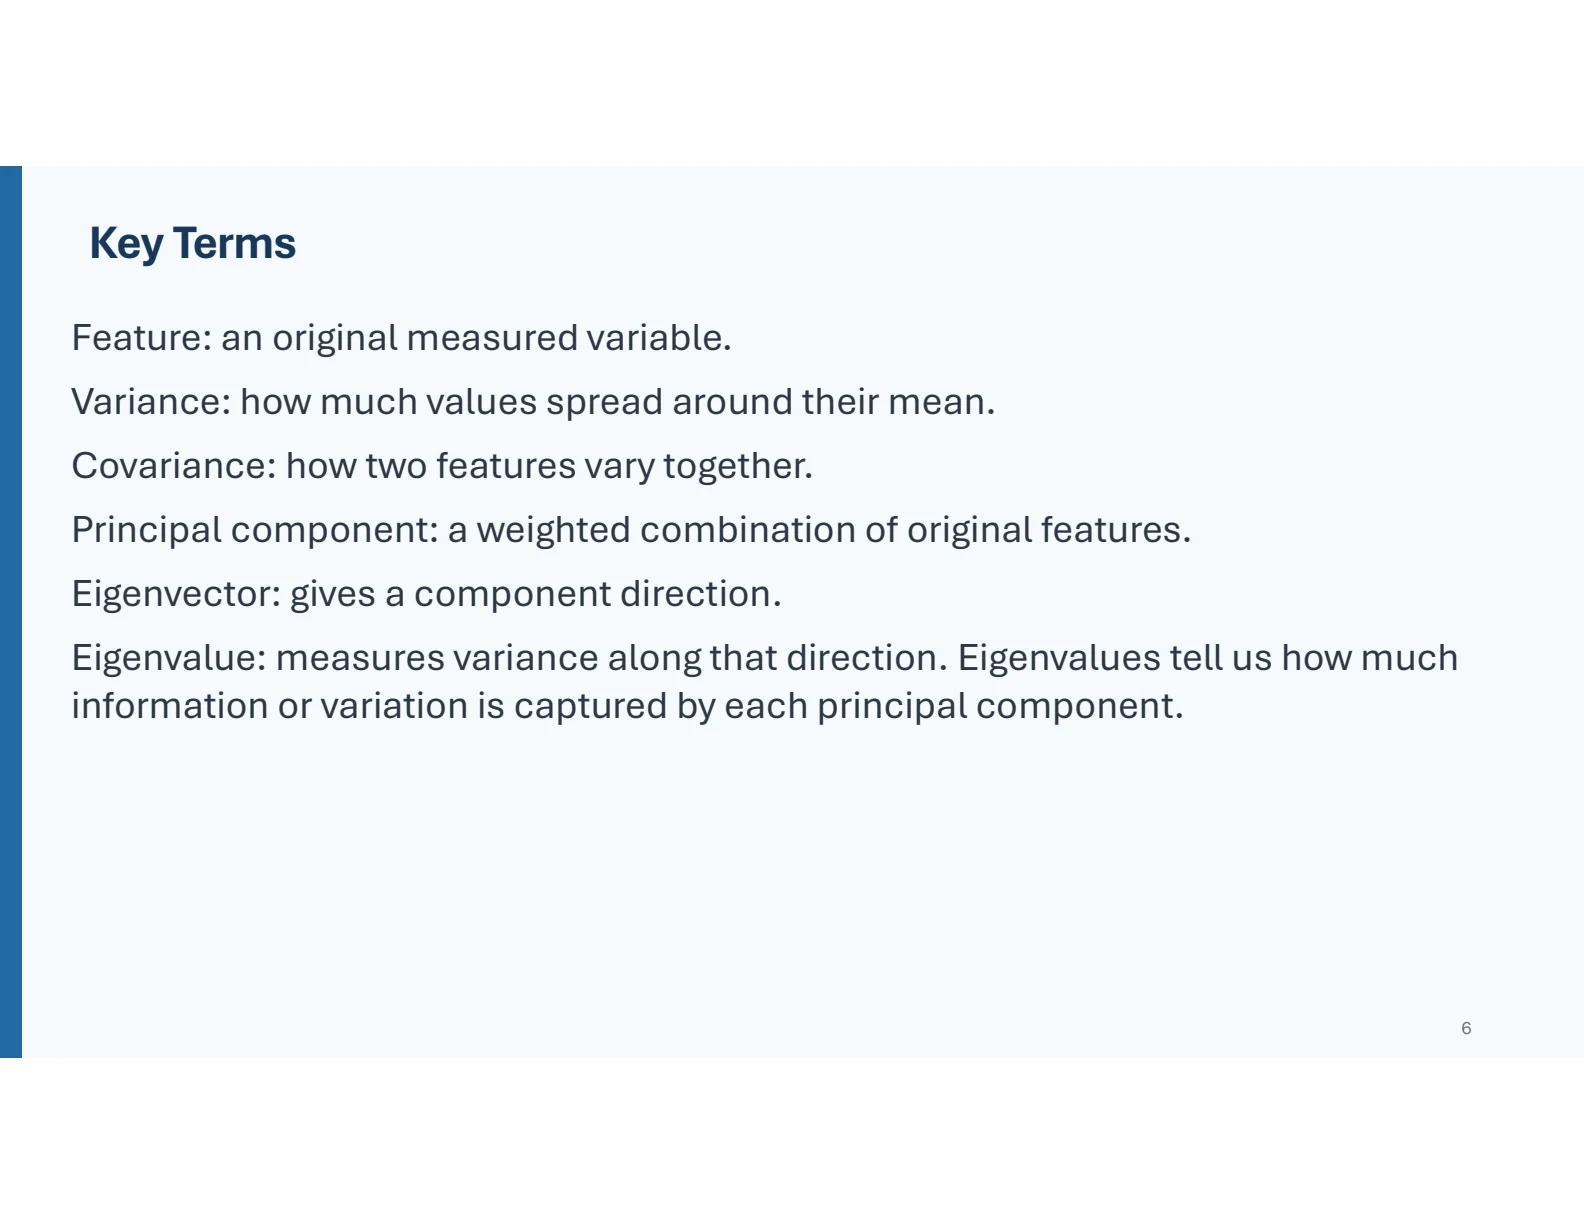 Key Terms
Feature: an original measured variable.
Variance: how much values spread around their mean.
Covariance: how two features vary together.
Principal component: a weighted combination of original features.
Eigenvector: gives a component direction.
Eigenvalue: measures variance along that direction. Eigenvalues tell us how much
information or variation is captured by each principal component.
6